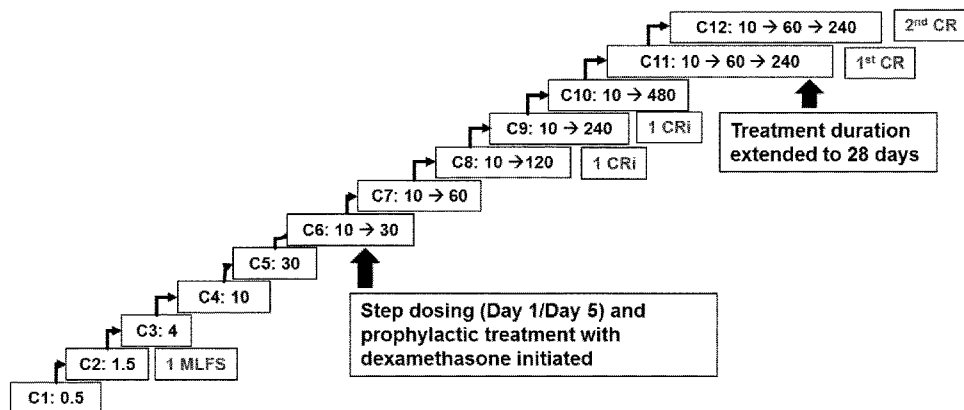 C12: 10 → 60 → 240
2nd CR
C11: 10 → 60 → 240
1st CR
C10: 10 → 480
C9: 10 → 240
1 CRi
Treatment duration
extended to 28 days
C8: 10 → 120
1 CRi
C7: 10 → 60
C6: 10 → 30
C5: 30
C4: 10
Step dosing (Day 1/Day 5) and
prophylactic treatment with
dexamethasone initiated
C3: 4
C2: 1.5
1 MLFS
C1: 0.5